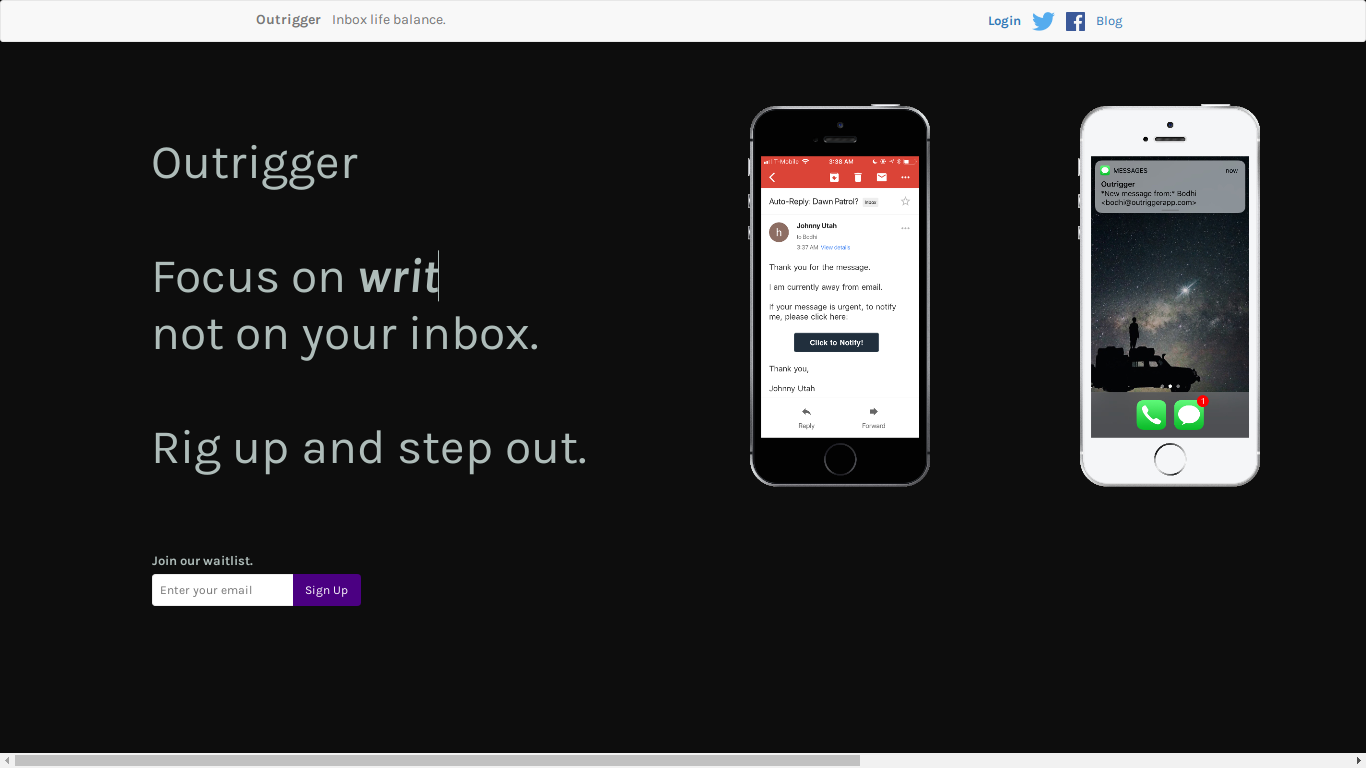 Outrigger Inbox life balance.
Login Blog
Outrigger
Focus on writ
not on your inbox.
Rig up and step out.
Join our waitlist.
Enter your email Sign Up
T-Mobile 3:38 AM
Auto-Reply: Dawn Patrol? Inbox
h
Johnny Utah
to Bodhi
3:37 AM View details
Thank you for the message.
I am currently away from email.
If your message is urgent, to notify
me, please click here:
Click to Notify!
Thank you,
Johnny Utah
Reply Forward
MESSAGES now
Outrigger
*New message from:* Bodhi
<bodhi@outriggerapp.com>
1